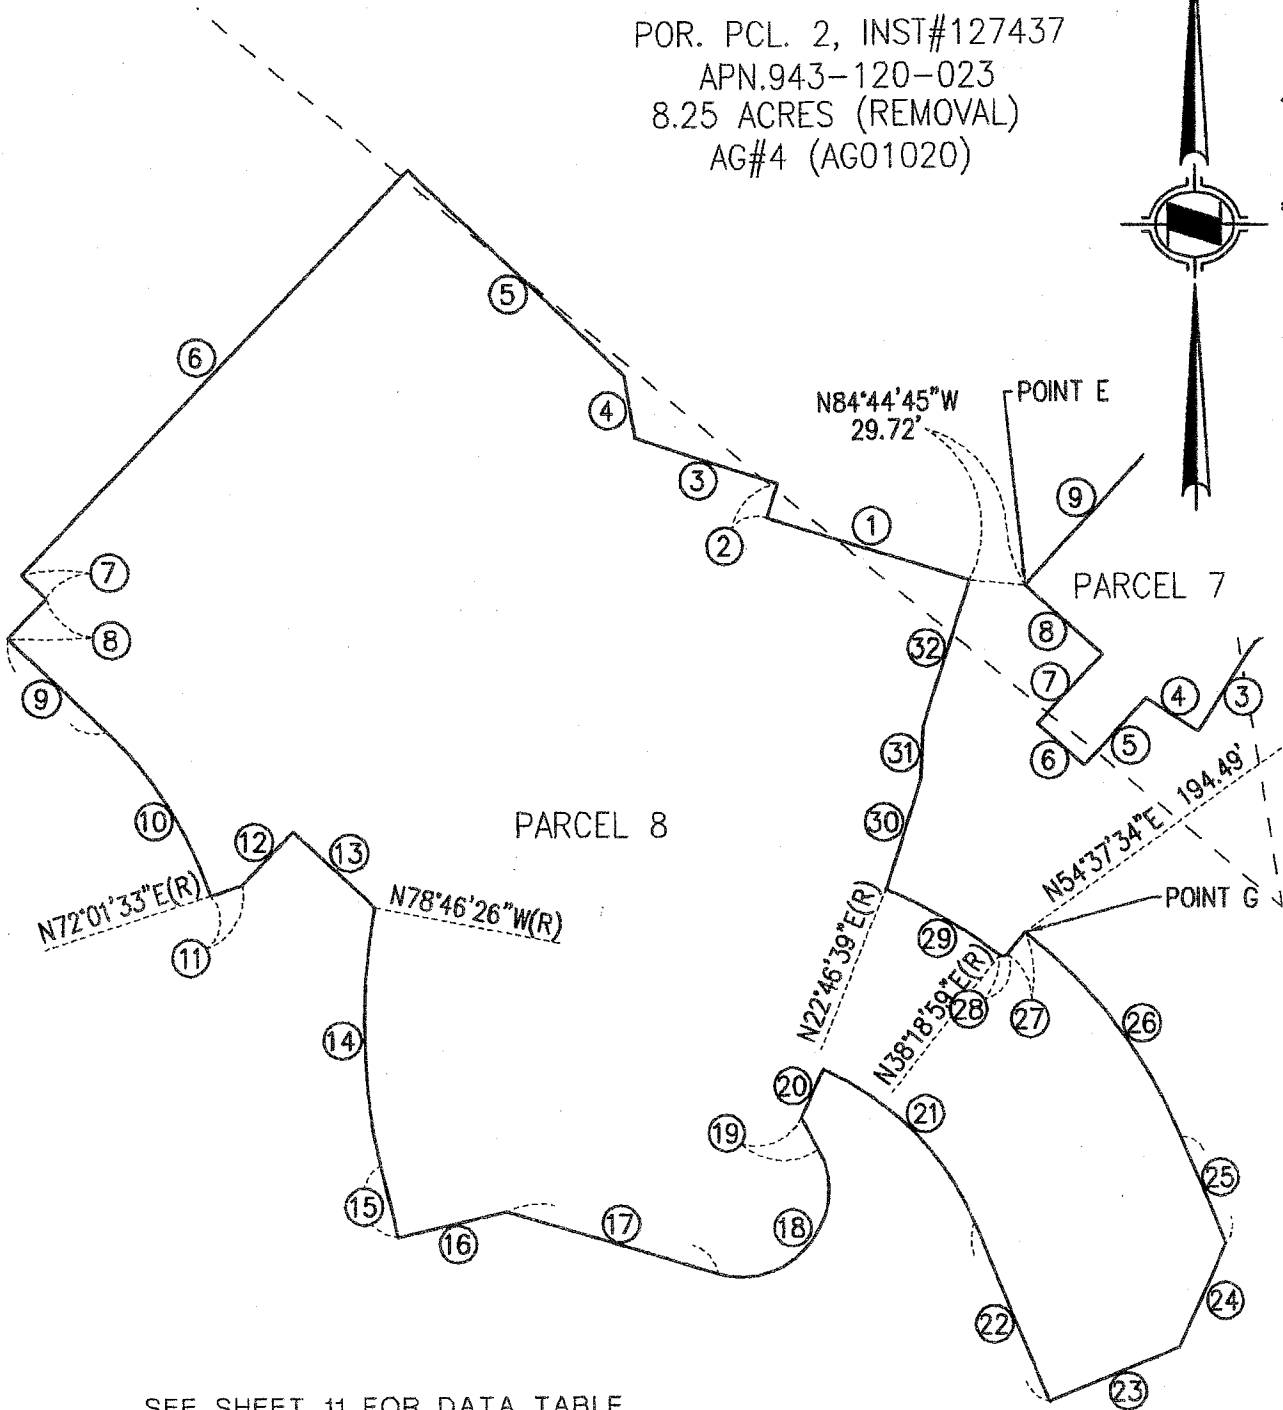 POR. PCL. 2, INST#127437
APN.943-120-023
8.25 ACRES (REMOVAL)
AG#4 (AG01020)
5
6
4
3
2
1
N84°44'45"W
29.72'
POINT E
9
PARCEL 7
8
7
6
5
4
3
32
31
30
7
8
9
10
PARCEL 8
12
13
N72°01'33"E(R)
11
N78°46'26"W(R)
14
15
16
17
18
19
20
21
22
23
24
25
26
27
28
29
N22°46'39"E(R)
N38°18'59"E(R)
N54°37'34"E 194.49'
POINT G
SEE SHEET 11 FOR DATA TABLE